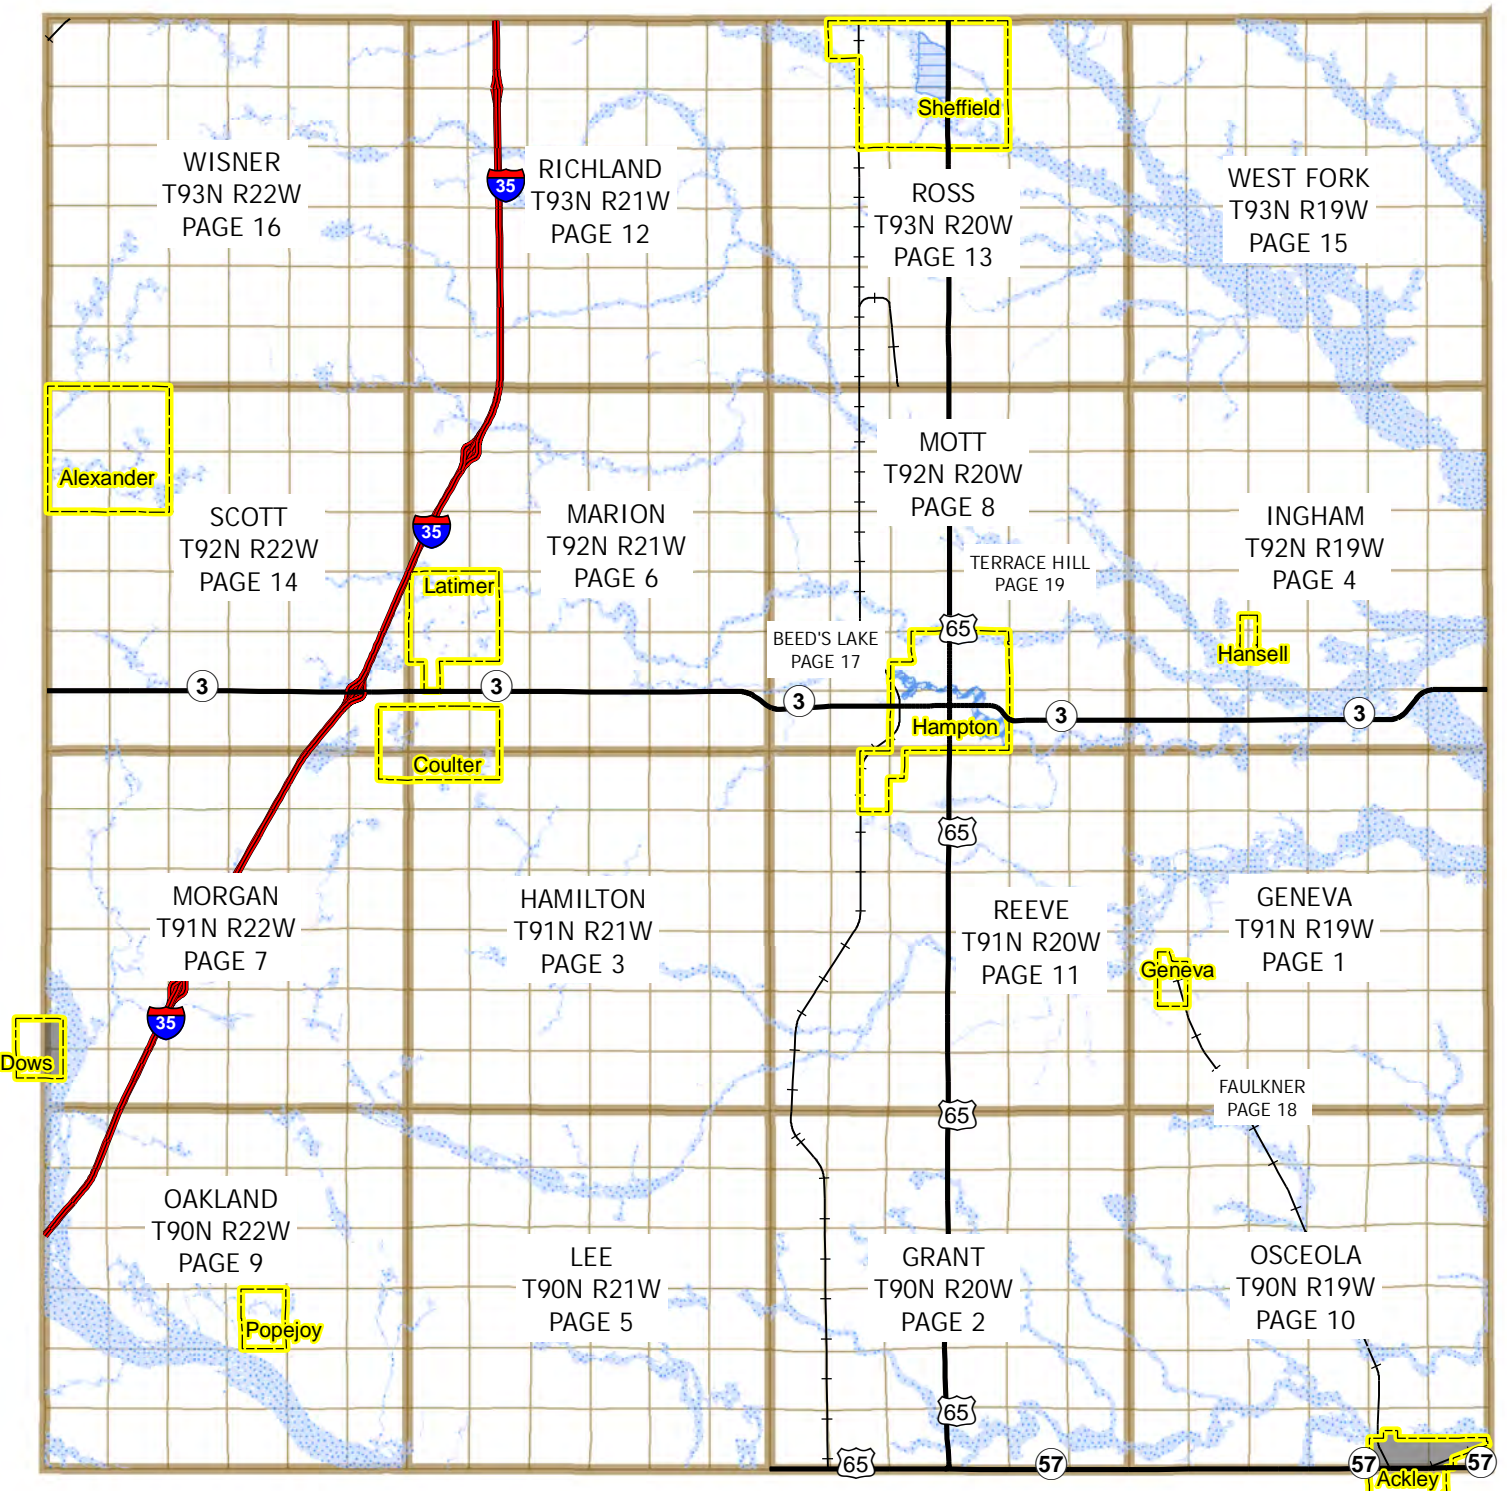 Sheffield
WISNER
T93N R22W
PAGE 16
35
RICHLAND
T93N R21W
PAGE 12
ROSS
T93N R20W
PAGE 13
WEST FORK
T93N R19W
PAGE 15
Alexander
SCOTT
T92N R22W
PAGE 14
35
MARION
T92N R21W
PAGE 6
MOTT
T92N R20W
PAGE 8
INGHAM
T92N R19W
PAGE 4
TERRACE HILL
PAGE 19
Latimer
BEED'S LAKE
PAGE 17
65
Hansell
3
3
3
3
3
Hampton
Coulter
65
MORGAN
T91N R22W
PAGE 7
HAMILTON
T91N R21W
PAGE 3
REEVE
T91N R20W
PAGE 11
GENEVA
T91N R19W
PAGE 1
Geneva
35
Dows
FAULKNER
PAGE 18
65
OAKLAND
T90N R22W
PAGE 9
LEE
T90N R21W
PAGE 5
GRANT
T90N R20W
PAGE 2
OSCEOLA
T90N R19W
PAGE 10
Popejoy
65
65
57
57
57
Ackley